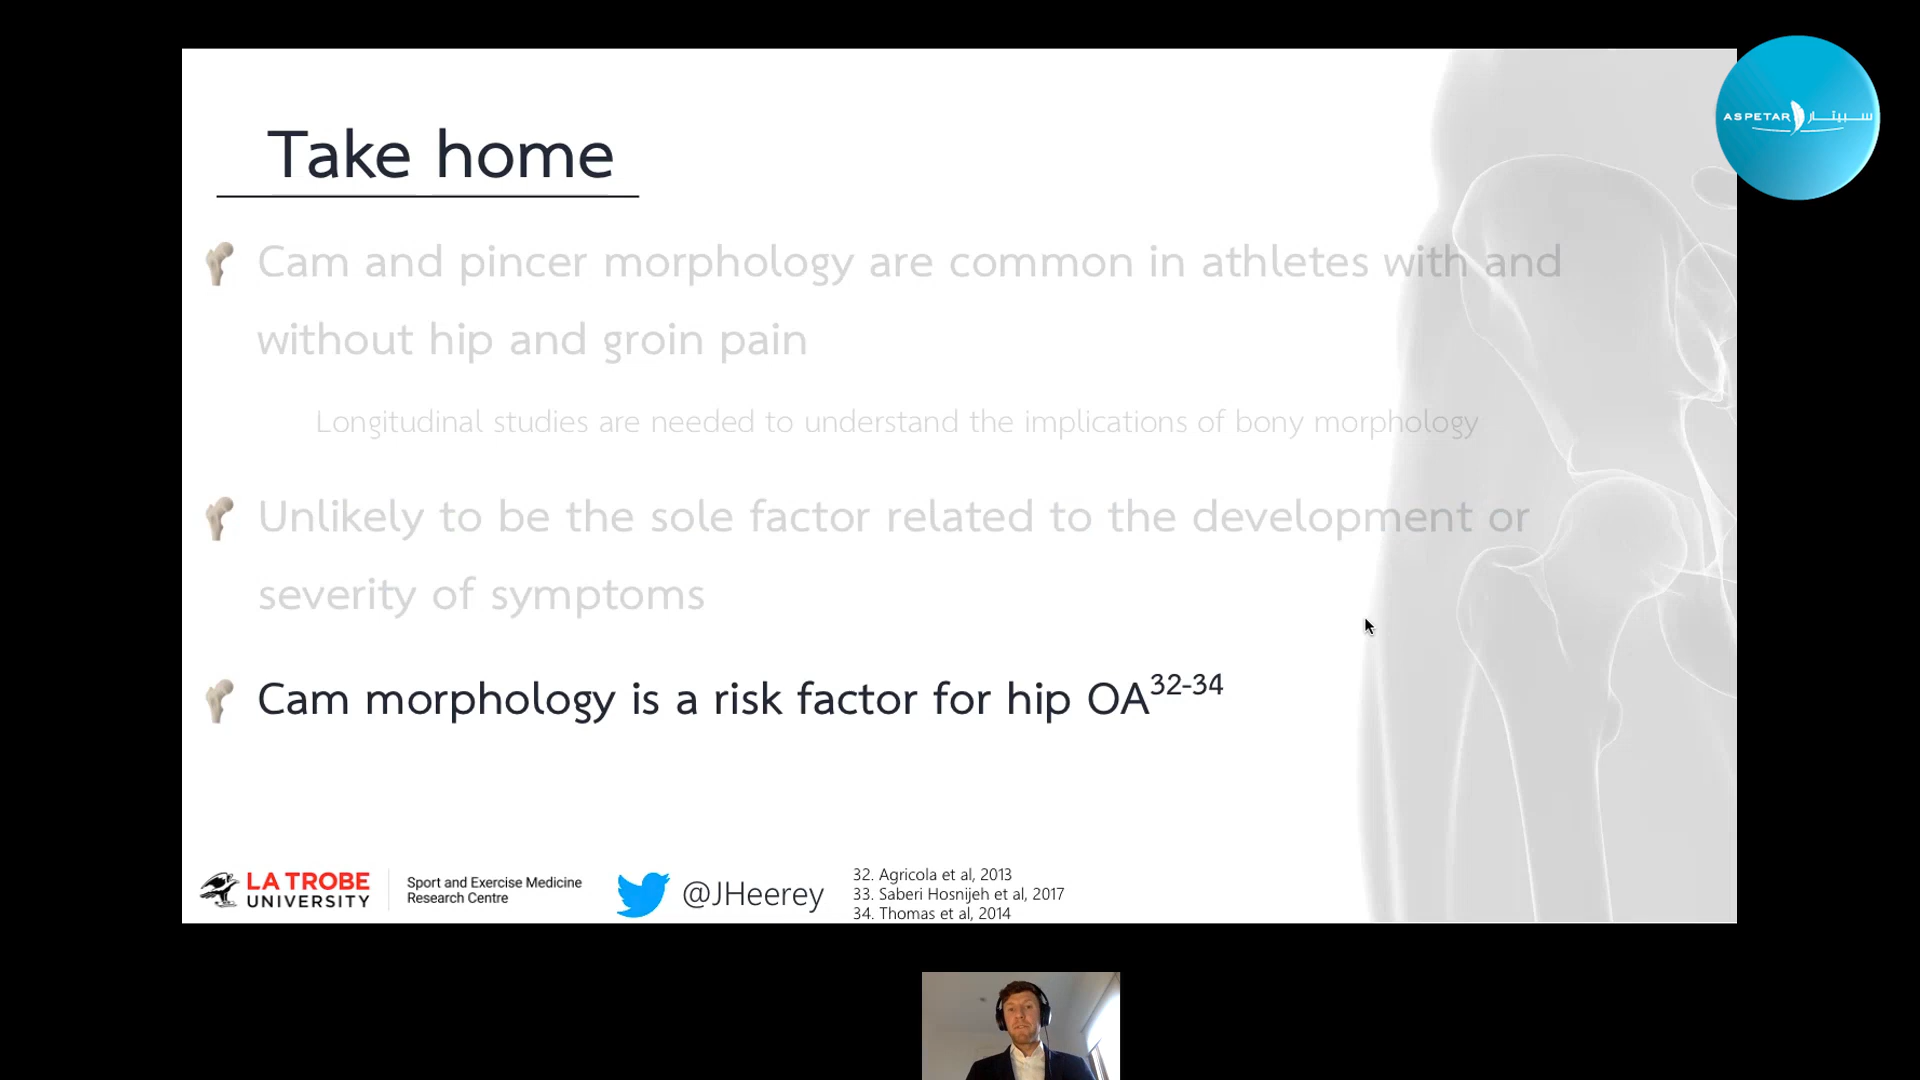 Take home
ASPETAR سبيتار
Cam and pincer morphology are common in athletes with and
without hip and groin pain
Longitudinal studies are needed to understand the implications of bony morphology
Unlikely to be the sole factor related to the development or
severity of symptoms
Cam morphology is a risk factor for hip OA32-34
LA TROBE
UNIVERSITY
Sport and Exercise Medicine
Research Centre
@JHeerey
32. Agricola et al, 2013
33. Saberi Hosnijeh et al, 2017
34. Thomas et al, 2014